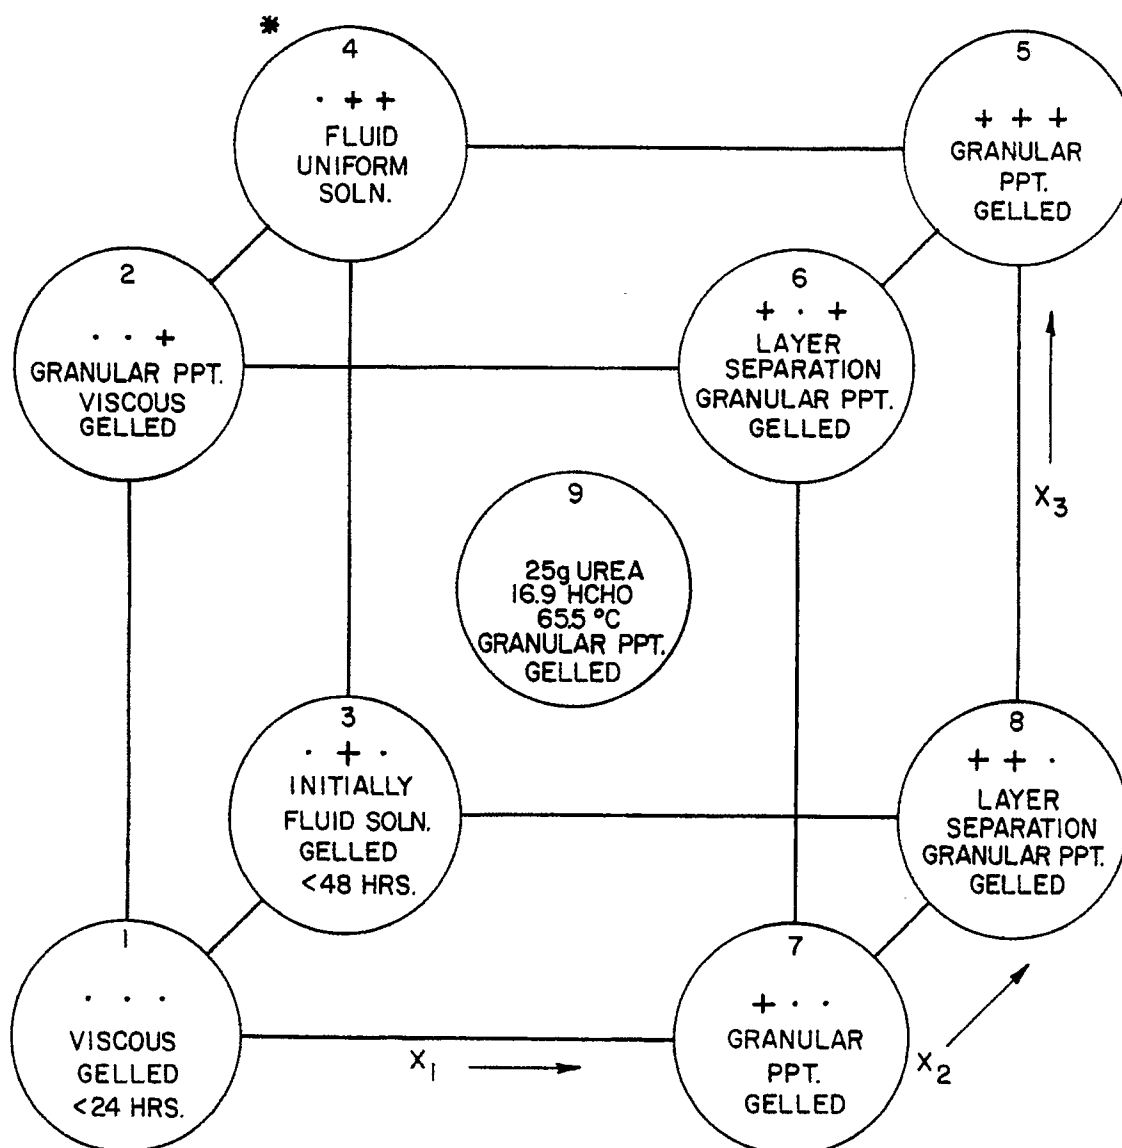 *
4
· + +
FLUID
UNIFORM
SOLN.
5
+ + +
GRANULAR
PPT.
GELLED
2
· · +
GRANULAR PPT.
VISCOUS
GELLED
6
+ · +
LAYER
SEPARATION
GRANULAR PPT.
GELLED
X3
9
25g UREA
16.9 HCHO
65.5 °C
GRANULAR PPT.
GELLED
3
· + ·
INITIALLY
FLUID SOLN.
GELLED
<48 HRS.
8
+ + ·
LAYER
SEPARATION
GRANULAR PPT.
GELLED
1
· · ·
VISCOUS
GELLED
<24 HRS.
X1
7
+ · ·
GRANULAR
PPT.
GELLED
X2